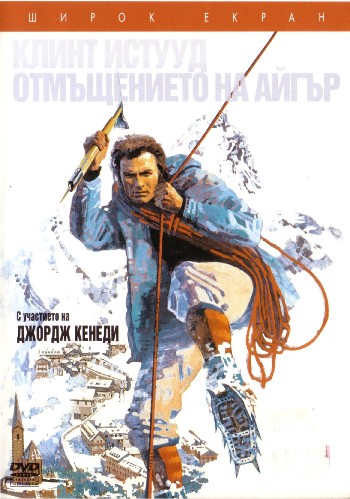 ШИРОК ЕКРАН
КЛИНТ ИСТУУД
ОТМЪЩЕНИЕТО НА АЙГЪР
С участието на
ДЖОРДЖ КЕНЕДИ
DVD